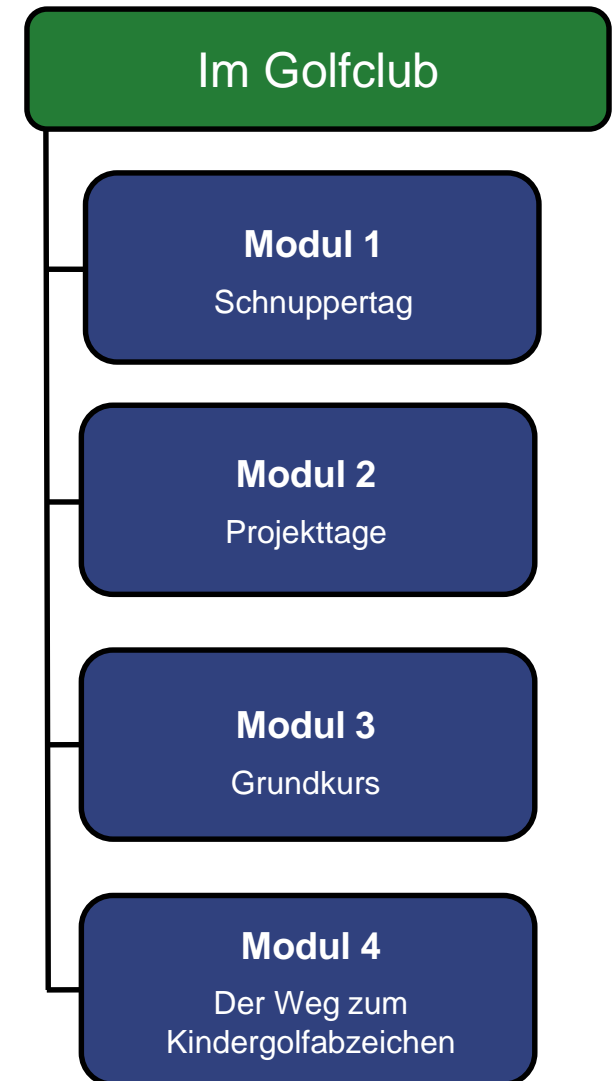 Im Golfclub
Modul 1
Schnuppertag
Modul 2
Projekttage
Modul 3
Grundkurs
Modul 4
Der Weg zum
Kindergolfabzeichen